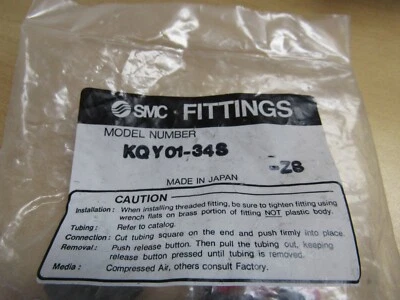 SMC FITTINGS
MODEL NUMBER
KQY01-34S
-Z8
MADE IN JAPAN
CAUTION
Installation: When installing threaded fitting, be sure to tighten fitting using
wrench flats on brass portion of fitting NOT plastic body.
Tubing: Refer to catalog.
Connection: Cut tubing square on the end and push firmly into place.
Removal: Push release button. Then pull the tubing out, keeping
release button pressed until tubing is removed.
Media: Compressed Air, others consult Factory.